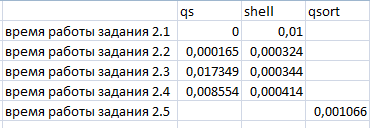 qs shell qsort
время работы задания 2.1 0 0,01
время работы задания 2.2 0,000165 0,000324
время работы задания 2.3 0,017349 0,000344
время работы задания 2.4 0,008554 0,000414
время работы задания 2.5 0,001066